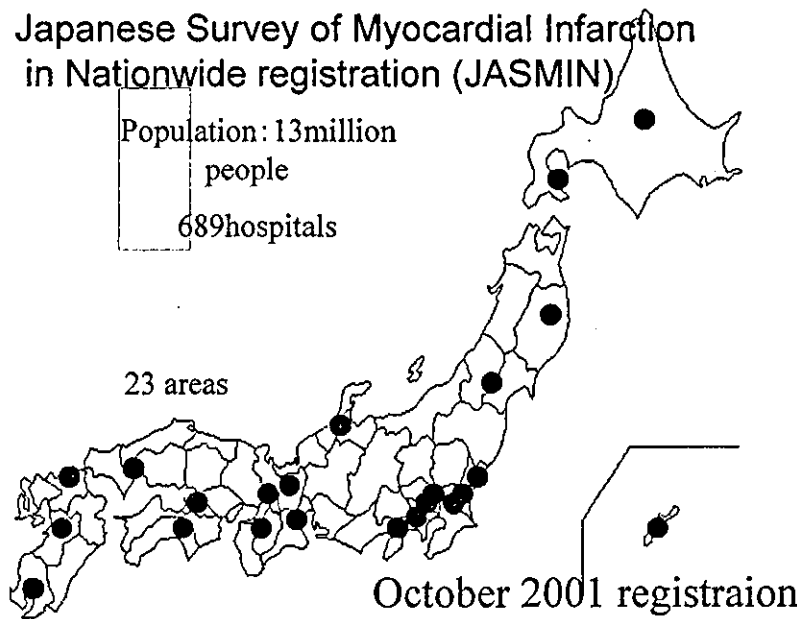 Japanese Survey of Myocardial Infarction
in Nationwide registration (JASMIN)
Population: 13million
people
689hospitals
23 areas
October 2001 registraion